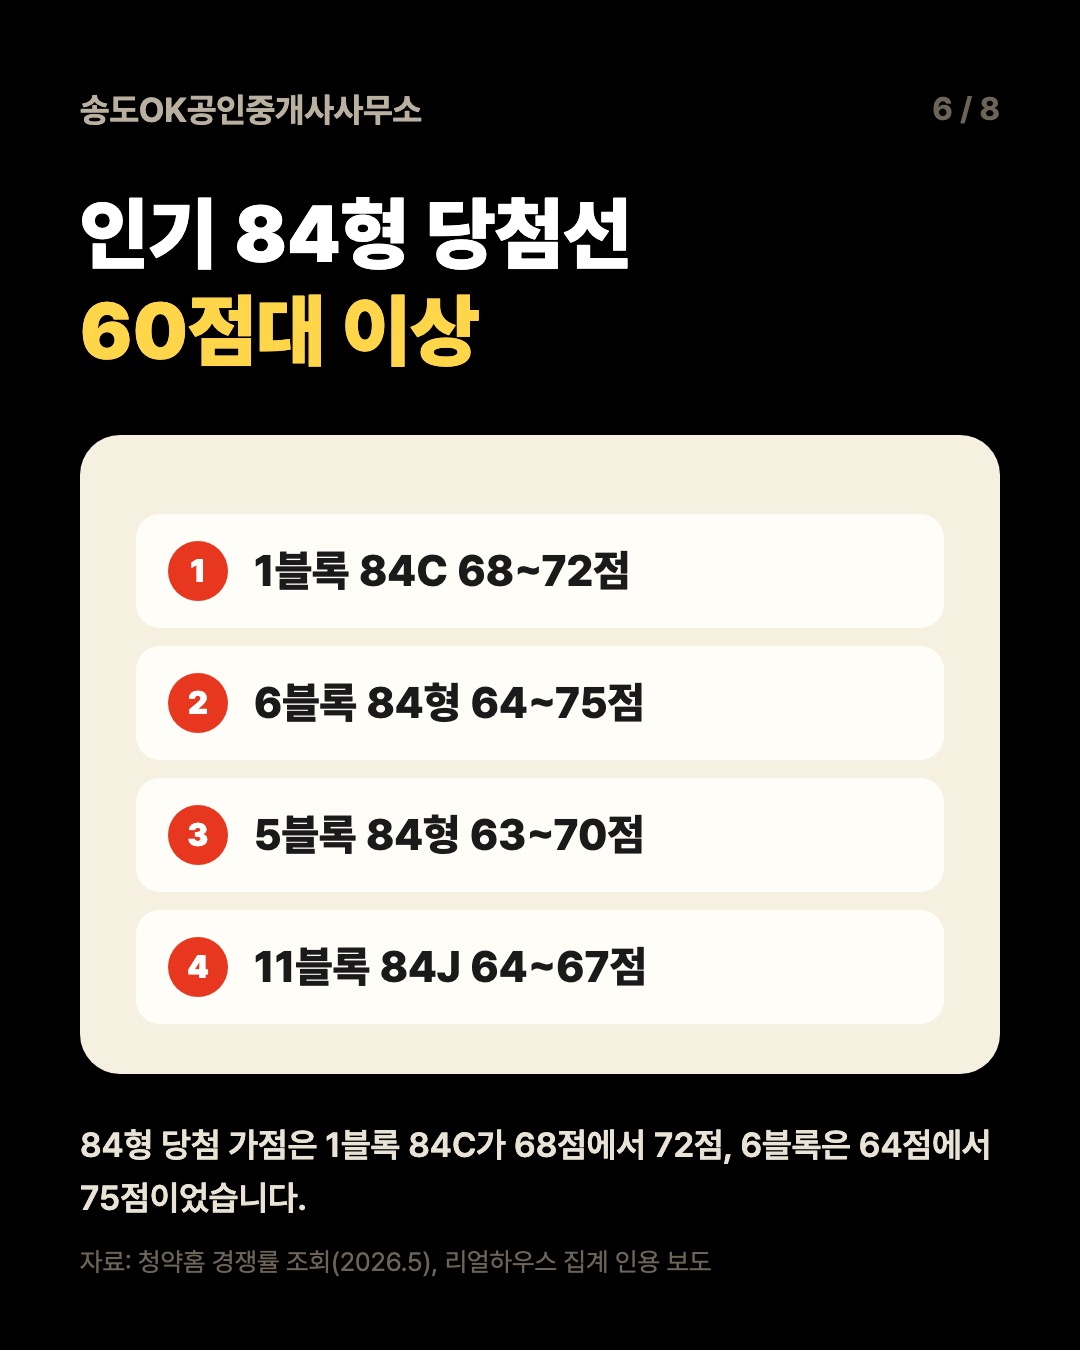 송도OK공인중개사사무소
6 / 8
인기 84형 당첨선
60점대 이상
1 1블록 84C 68~72점
2 6블록 84형 64~75점
3 5블록 84형 63~70점
4 11블록 84J 64~67점
84형 당첨 가점은 1블록 84C가 68점에서 72점, 6블록은 64점에서
75점이었습니다.
자료: 청약홈 경쟁률 조회(2026.5), 리얼하우스 집계 인용 보도